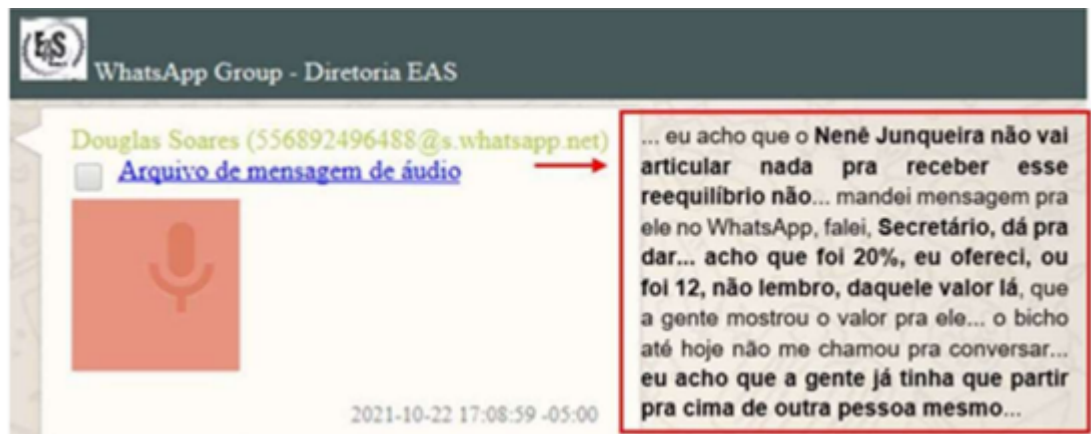 EAS
WhatsApp Group - Diretoria EAS
Douglas Soares (556892496488@s.whatsapp.net)
Arquivo de mensagem de áudio
2021-10-22 17:08:59 -05:00
... eu acho que o Nenê Junqueira não vai
articular nada pra receber esse
reequilíbrio não... mandei mensagem pra
ele no WhatsApp, falei, Secretário, dá pra
dar... acho que foi 20%, eu ofereci, ou
foi 12, não lembro, daquele valor lá, que
a gente mostrou o valor pra ele... o bicho
até hoje não me chamou pra conversar...
eu acho que a gente já tinha que partir
pra cima de outra pessoa mesmo...